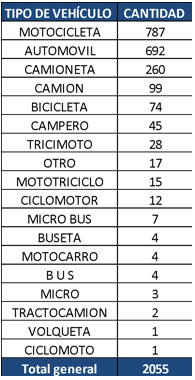 TIPO DE VEHÍCULO CANTIDAD
MOTOCICLETA 787
AUTOMOVIL 692
CAMIONETA 260
CAMION 99
BICICLETA 74
CAMPERO 45
TRICIMOTO 28
OTRO 17
MOTOTRICICLO 15
CICLOMOTOR 12
MICRO BUS 7
BUSETA 4
MOTOCARRO 4
B U S 4
MICRO 3
TRACTOCAMION 2
VOLQUETA 1
CICLOMOTO 1
Total general 2055